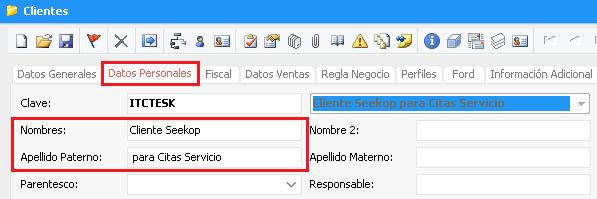 Clientes
Datos Generales Datos Personales Fiscal Datos Ventas Regla Negocio Perfiles Ford Información Adicional
Clave: ITCTESK Cliente Seekop para Citas Servicio
Nombres: Cliente Seekop Nombre 2:
Apellido Paterno: para Citas Servicio Apellido Materno:
Parentesco: Responsable: